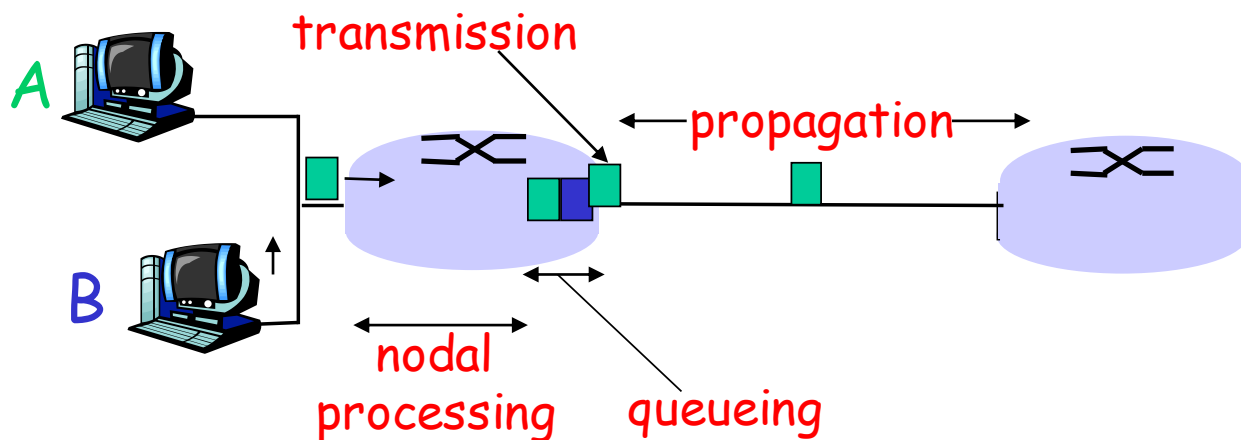 transmission
A
propagation
B
nodal
processing
queueing